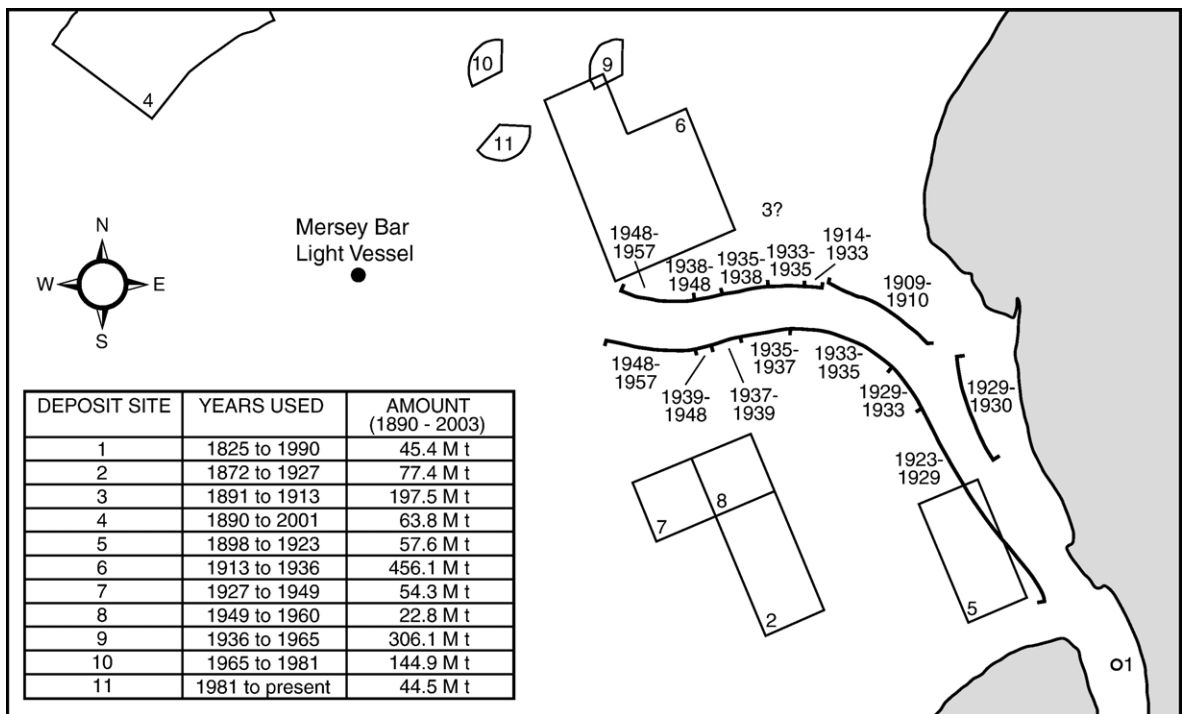 4
10
9
11
6
3?
N
W
E
S
Mersey Bar
Light Vessel
1948-
1957
1938-
1948
1935-
1938
1933-
1935
1914-
1933
1909-
1910
1948-
1957
1939-
1948
1937-
1939
1935-
1937
1933-
1935
1929-
1933
1929-
1930
1923-
1929
7
8
2
5
1
DEPOSIT SITE YEARS USED AMOUNT
(1890 - 2003)
1 1825 to 1990 45.4 M t
2 1872 to 1927 77.4 M t
3 1891 to 1913 197.5 M t
4 1890 to 2001 63.8 M t
5 1898 to 1923 57.6 M t
6 1913 to 1936 456.1 M t
7 1927 to 1949 54.3 M t
8 1949 to 1960 22.8 M t
9 1936 to 1965 306.1 M t
10 1965 to 1981 144.9 M t
11 1981 to present 44.5 M t